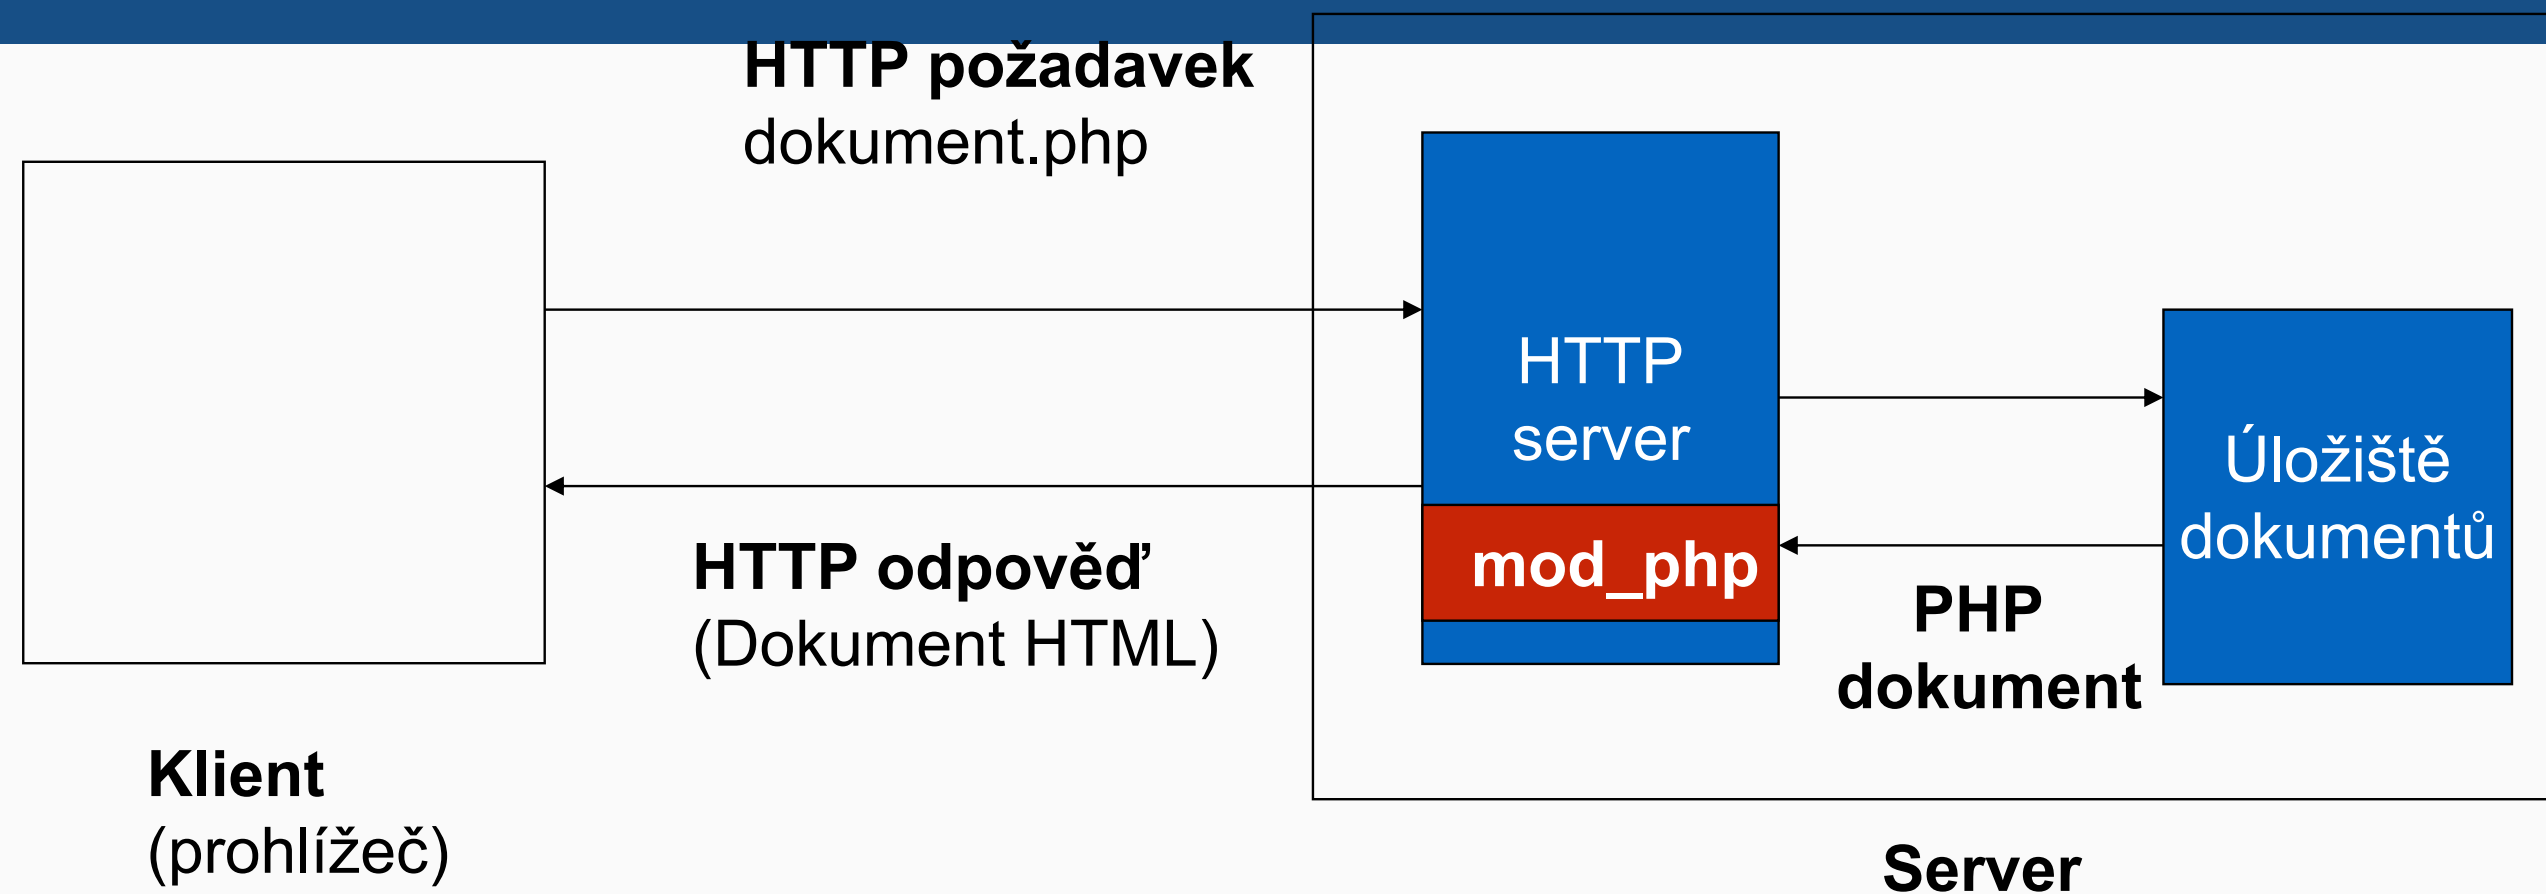 HTTP požadavek
dokument.php
HTTP
server
mod_php
Úložiště
dokumentů
HTTP odpověď
(Dokument HTML)
PHP
dokument
Klient
(prohlížeč)
Server